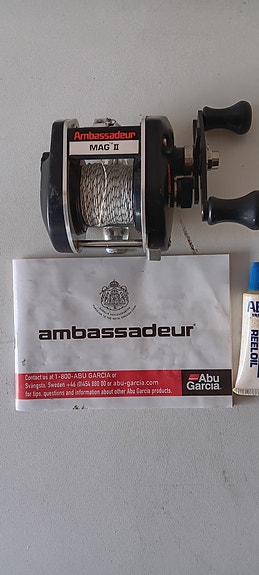 Ambassadeur
MAG II
ambassadeur®
Contact us at 1-800-ABU GARCIA or
Svängsta, Sweden +46 (0)454 880 00 or abu-garcia.com
for tips, questions and information about other Abu Garcia products.
Abu
Garcia
REEL OIL